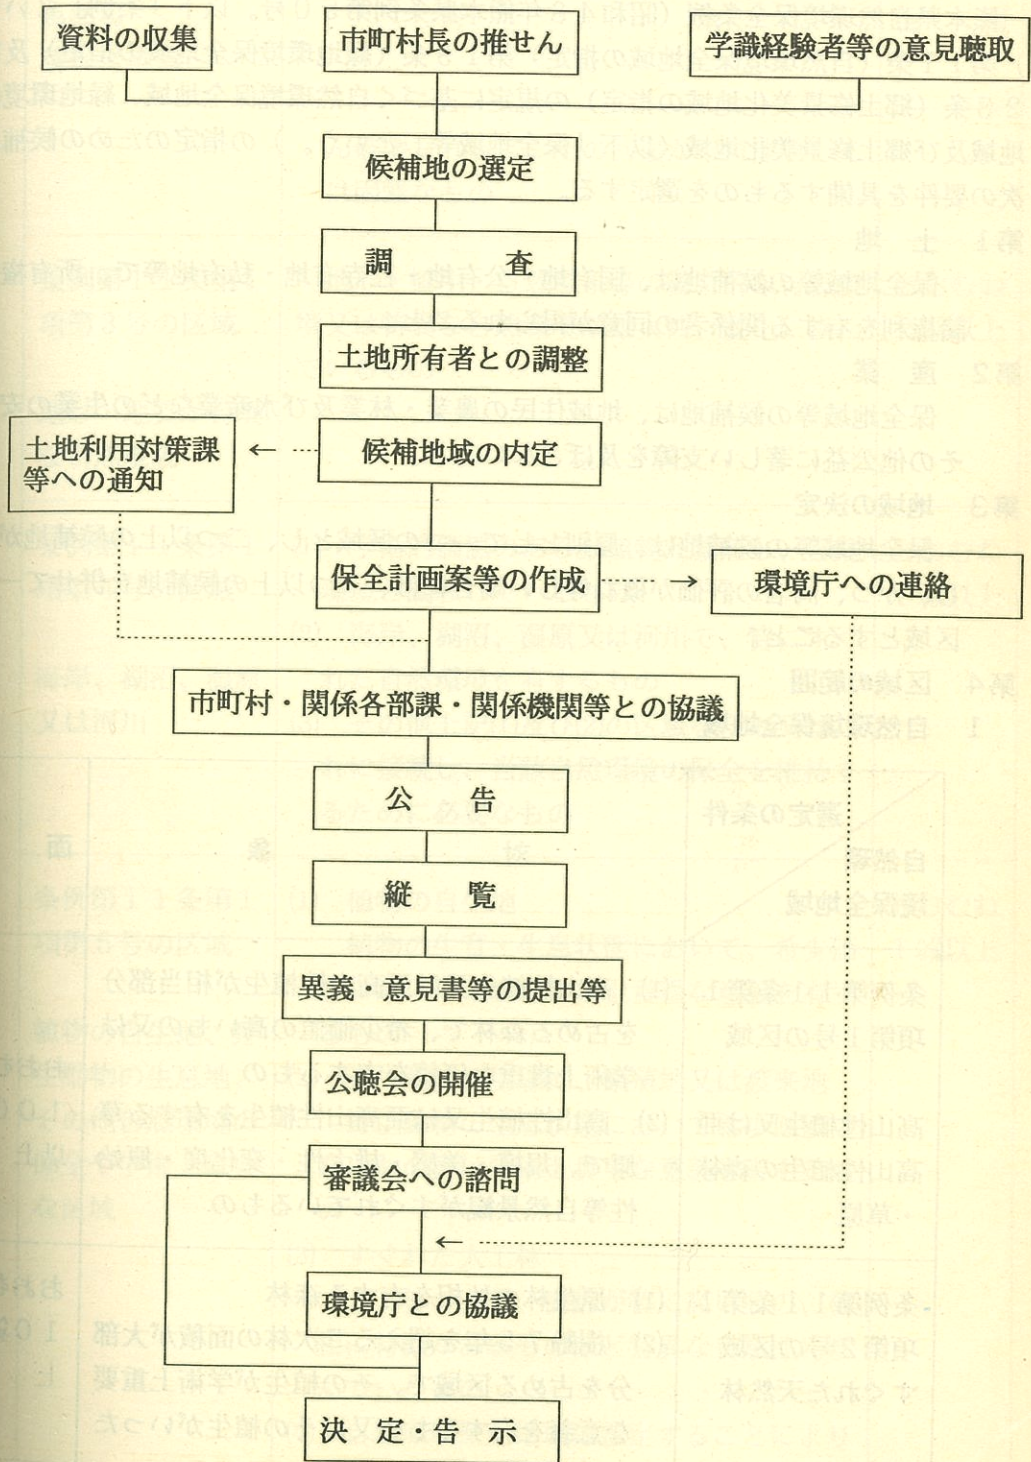 資料の収集
市町村長の推せん
学識経験者等の意見聴取
候補地の選定
調　査
土地所有者との調整
候補地域の内定
土地利用対策課
等への通知
保全計画案等の作成
環境庁への連絡
市町村・関係各部課・関係機関等との協議
公　告
縦　覧
異義・意見書等の提出等
公聴会の開催
審議会への諮問
環境庁との協議
決　定・告　示